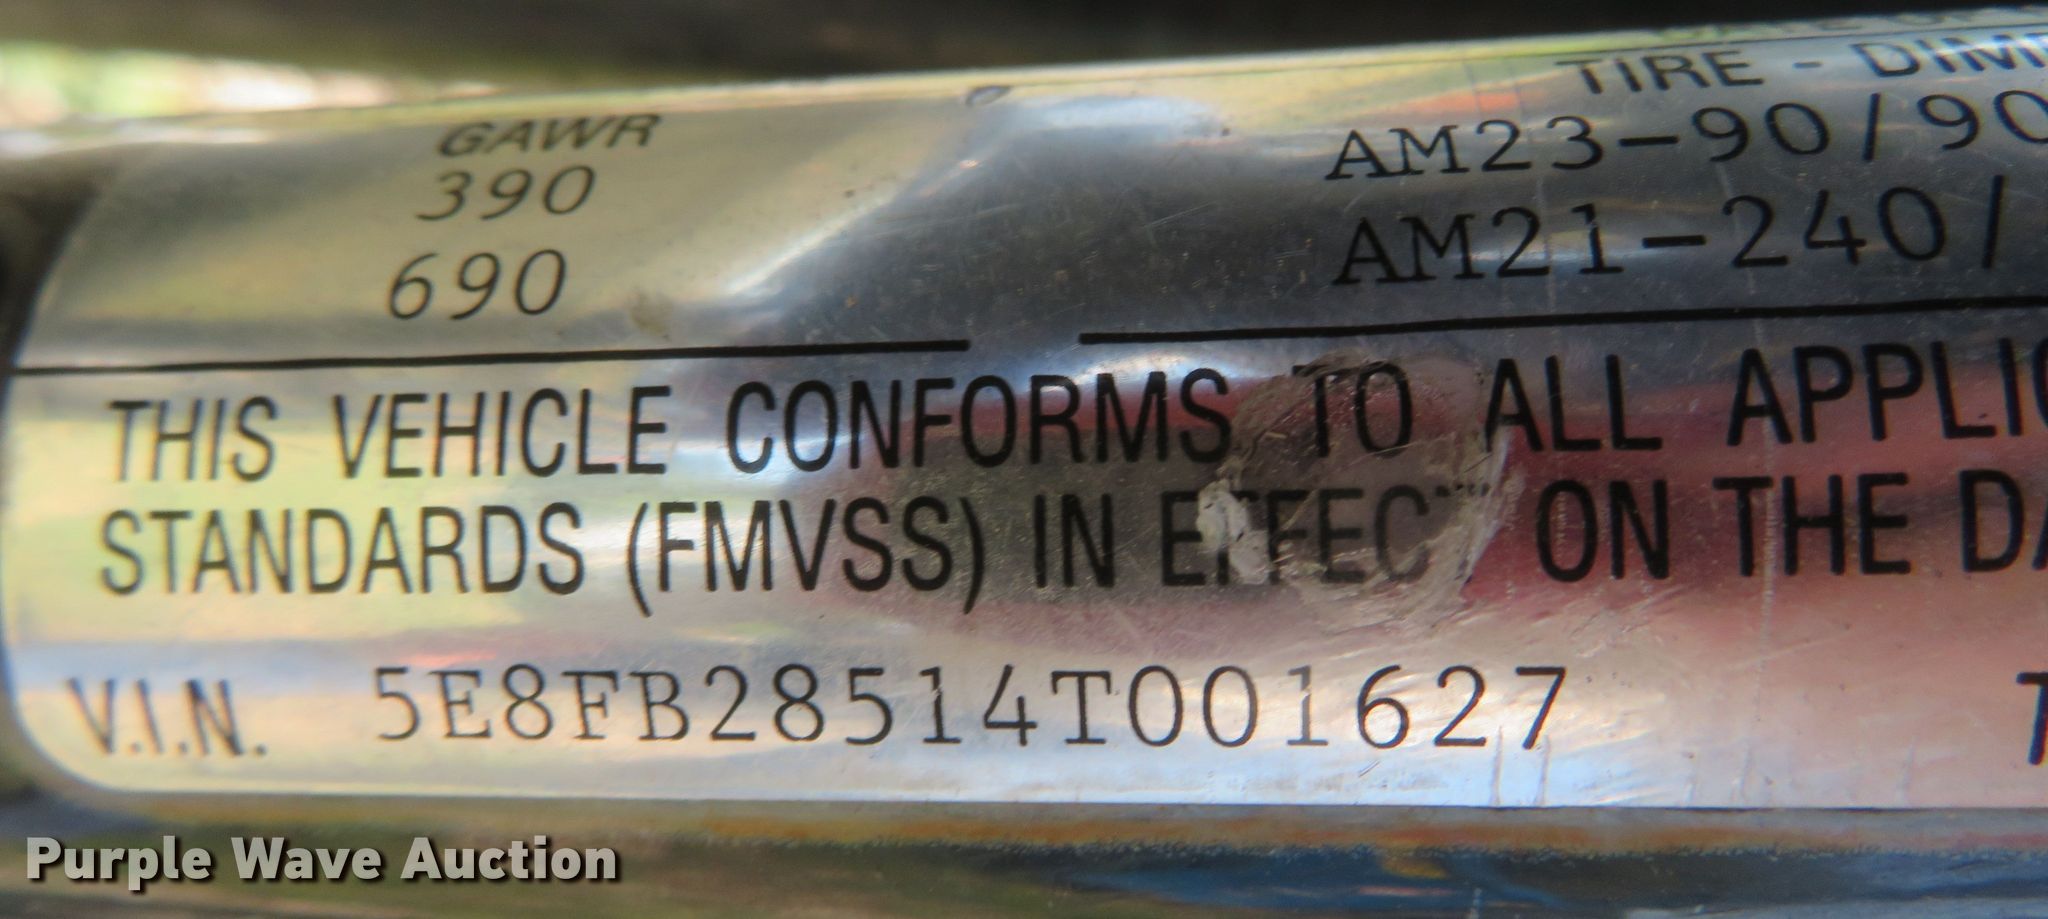 TIRE - DIM
GAWR
390
690
AM23-90/90
AM21-240/
THIS VEHICLE CONFORMS TO ALL APPLIC
STANDARDS (FMVSS) IN EFFECT ON THE DA
V.I.N. 5E8FB28514T001627 T
Purple Wave Auction